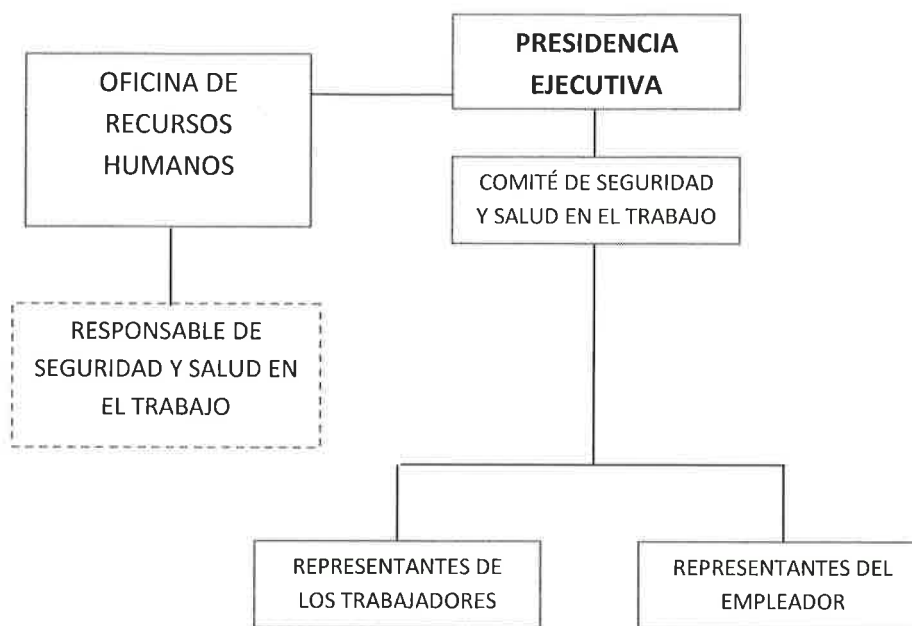 PRESIDENCIA
EJECUTIVA
OFICINA DE
RECURSOS
HUMANOS
COMITÉ DE SEGURIDAD
Y SALUD EN EL TRABAJO
RESPONSABLE DE
SEGURIDAD Y SALUD EN
EL TRABAJO
REPRESENTANTES DE
LOS TRABAJADORES
REPRESENTANTES DEL
EMPLEADOR